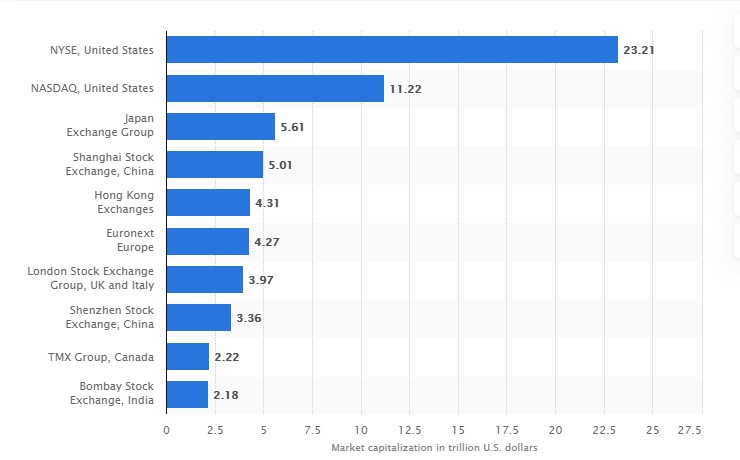 NYSE, United States
23.21
NASDAQ, United States
11.22
Japan
Exchange Group
5.61
Shanghai Stock
Exchange, China
5.01
Hong Kong
Exchanges
4.31
Euronext
Europe
4.27
London Stock Exchange
Group, UK and Italy
3.97
Shenzhen Stock
Exchange, China
3.36
TMX Group, Canada
2.22
Bombay Stock
Exchange, India
2.18
0 2.5 5 7.5 10 12.5 15 17.5 20 22.5 25 27.5
Market capitalization in trillion U.S. dollars